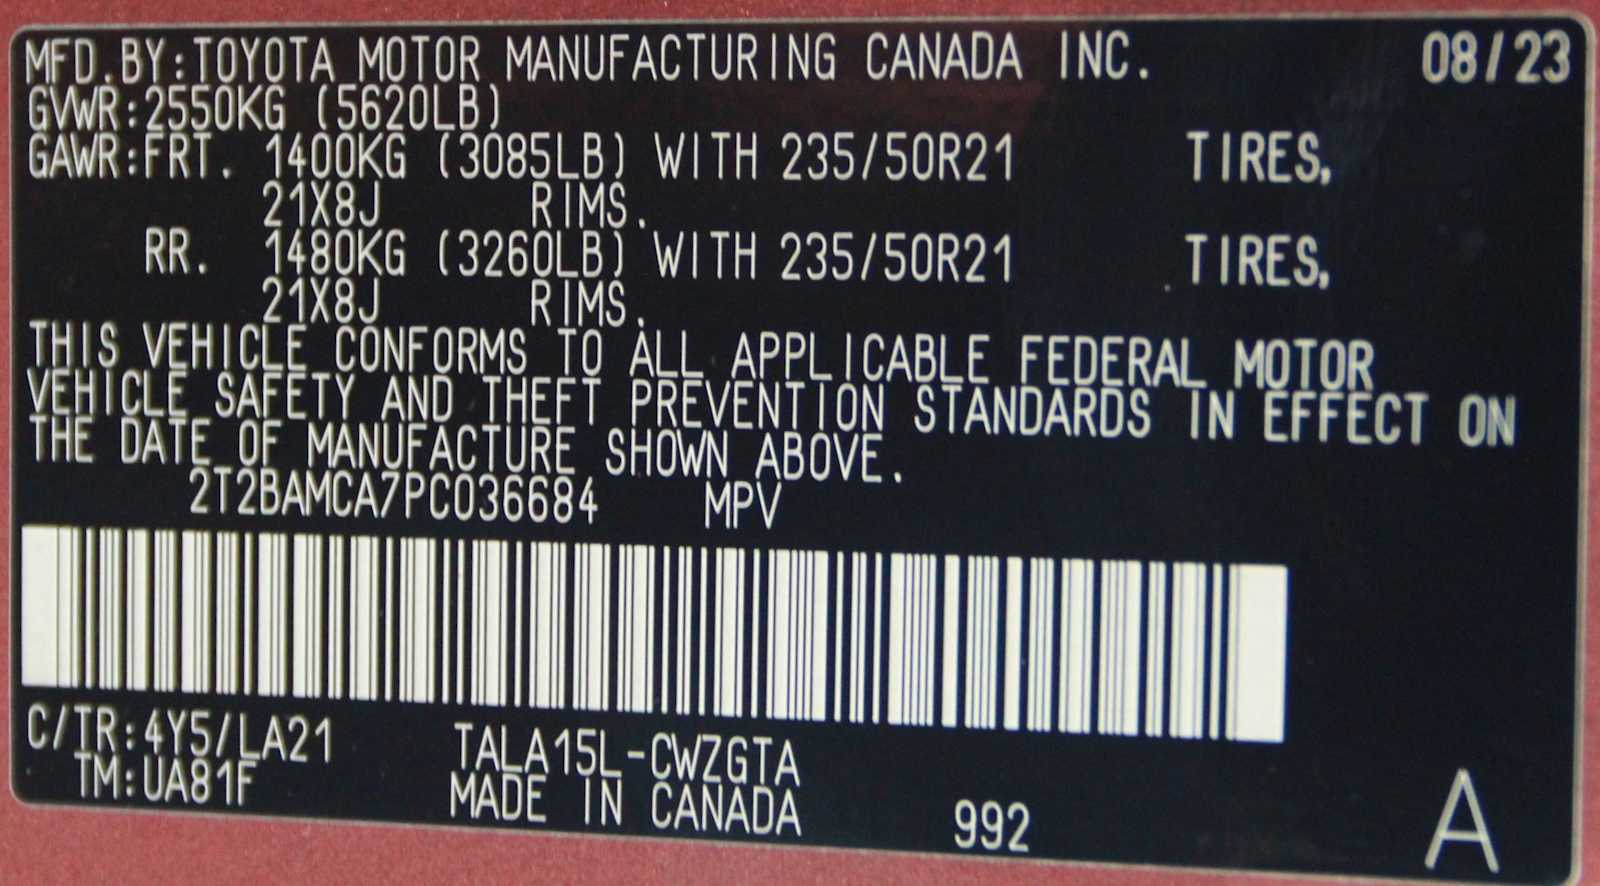 MFD.BY:TOYOTA MOTOR MANUFACTURING CANADA INC. 08/23
GVWR:2550KG (5620LB)
GAWR:FRT. 1400KG (3085LB) WITH 235/50R21 TIRES,
21X8J RIMS.
RR. 1480KG (3260LB) WITH 235/50R21 TIRES,
21X8J RIMS.
THIS VEHICLE CONFORMS TO ALL APPLICABLE FEDERAL MOTOR
VEHICLE SAFETY AND THEFT PREVENTION STANDARDS IN EFFECT ON
THE DATE OF MANUFACTURE SHOWN ABOVE.
2T2BAMCA7PC036684 MPV
C/TR:4Y5/LA21 TALA15L-CWZGTA
TM:UA81F MADE IN CANADA 992 A